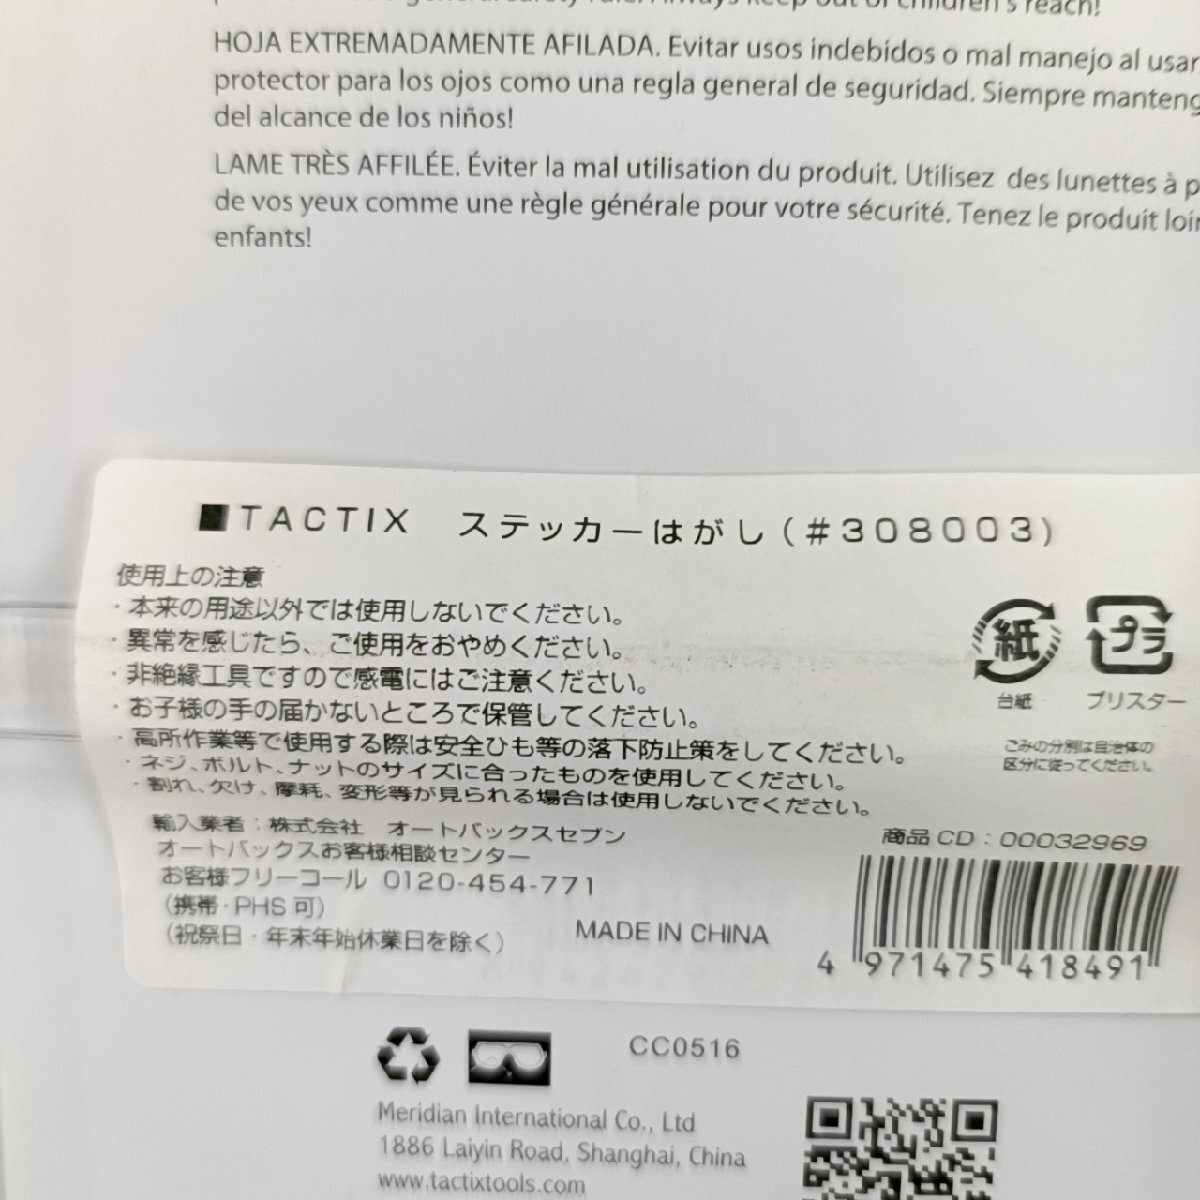 a general safety rule. Always keep out of children's reach!
HOJA EXTREMADAMENTE AFILADA. Evitar usos indebidos o mal manejo al usar
protector para los ojos como una regla general de seguridad. Siempre manteng
del alcance de los niños!
LAME TRÈS AFFILÉE. Éviter la mal utilisation du produit. Utilisez des lunettes à p
de vos yeux comme une règle générale pour votre sécurité. Tenez le produit loin
enfants!
■TACTIX ステッカーはがし(#308003)
使用上の注意
・本来の用途以外では使用しないでください。
・異常を感じたら、ご使用をおやめください。
・非絶縁工具ですので感電にはご注意ください。
・お子様の手の届かないところで保管してください。
・高所作業等で使用する際は安全ひも等の落下防止策をしてください。
・ネジ、ボルト、ナットのサイズに合ったものを使用してください。
・割れ、欠け、摩耗、変形等が見られる場合は使用しないでください。
輸入業者:株式会社 オートバックスセブン
オートバックスお客様相談センター
お客様フリーコール 0120-454-771
(携帯・PHS可)
(祝祭日・年末年始休業日を除く)
MADE IN CHINA
紙
プラ
台紙
ブリスター
ごみの分別は自治体の
区分に従ってください。
商品CD:00032969
4 971475 418491
CC0516
Meridian International Co., Ltd
1886 Laiyin Road, Shanghai, China
www.tactixtools.com